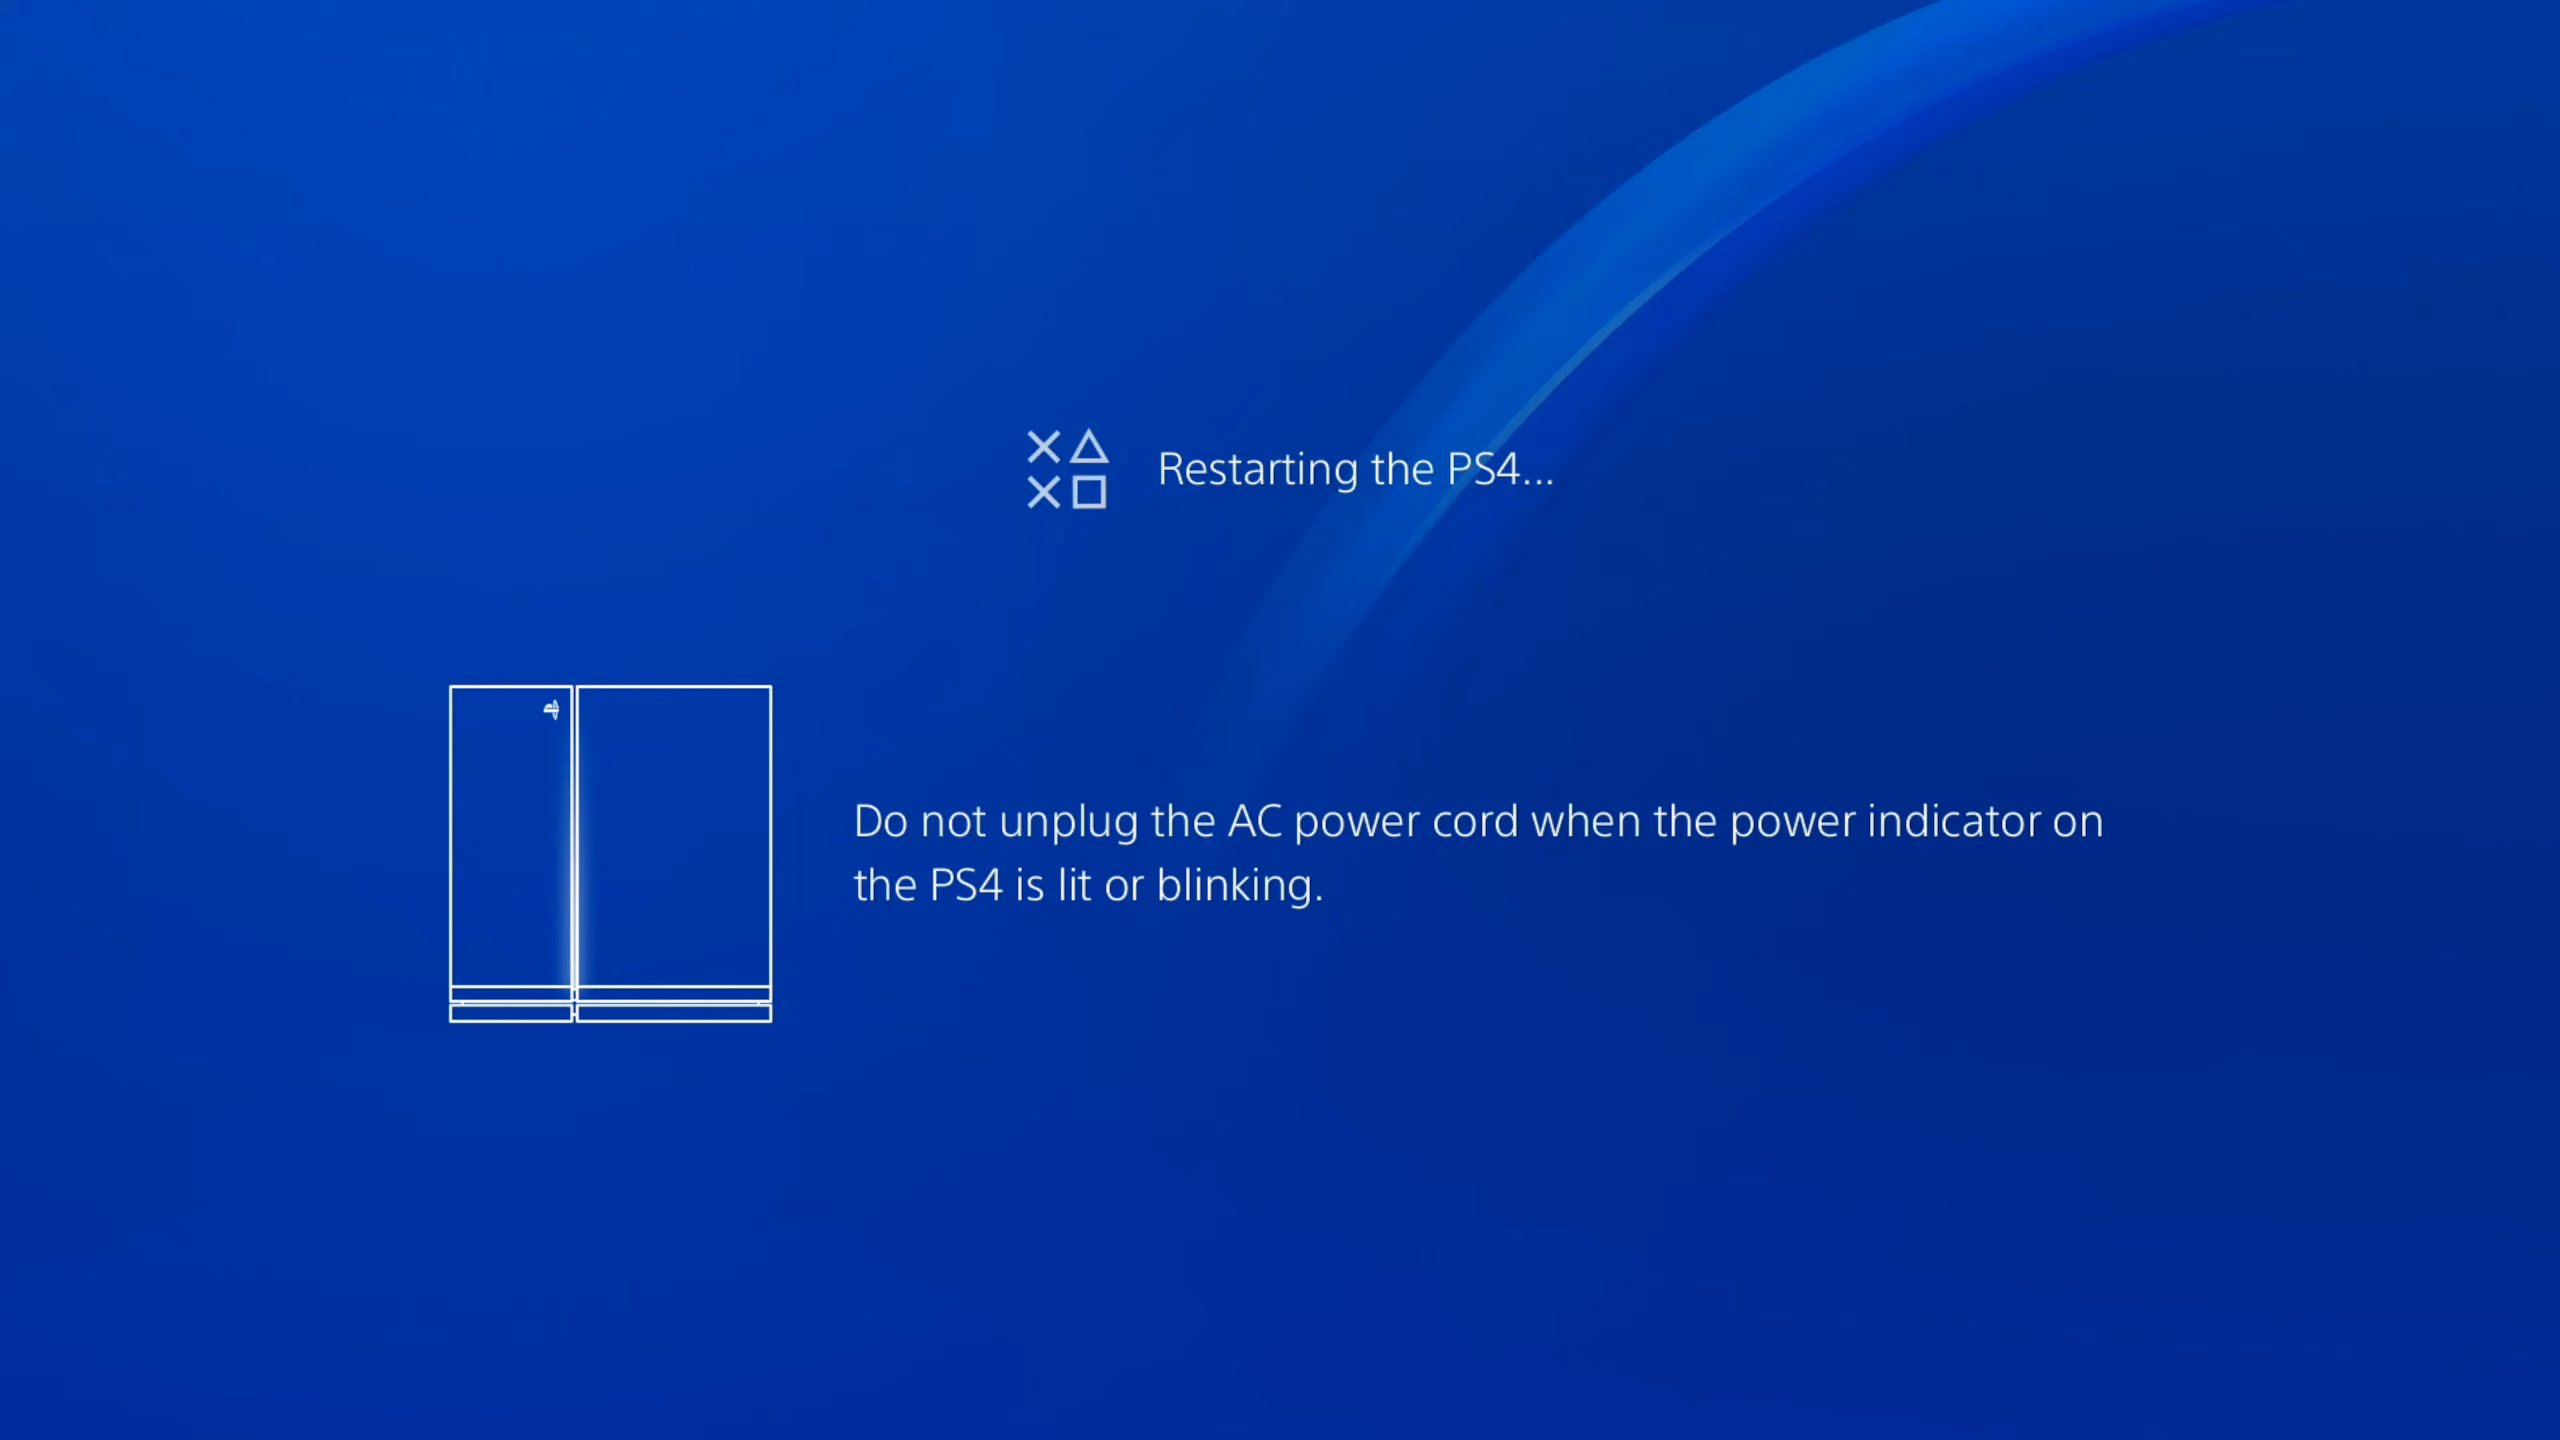 Restarting the PS4...
Do not unplug the AC power cord when the power indicator on
the PS4 is lit or blinking.